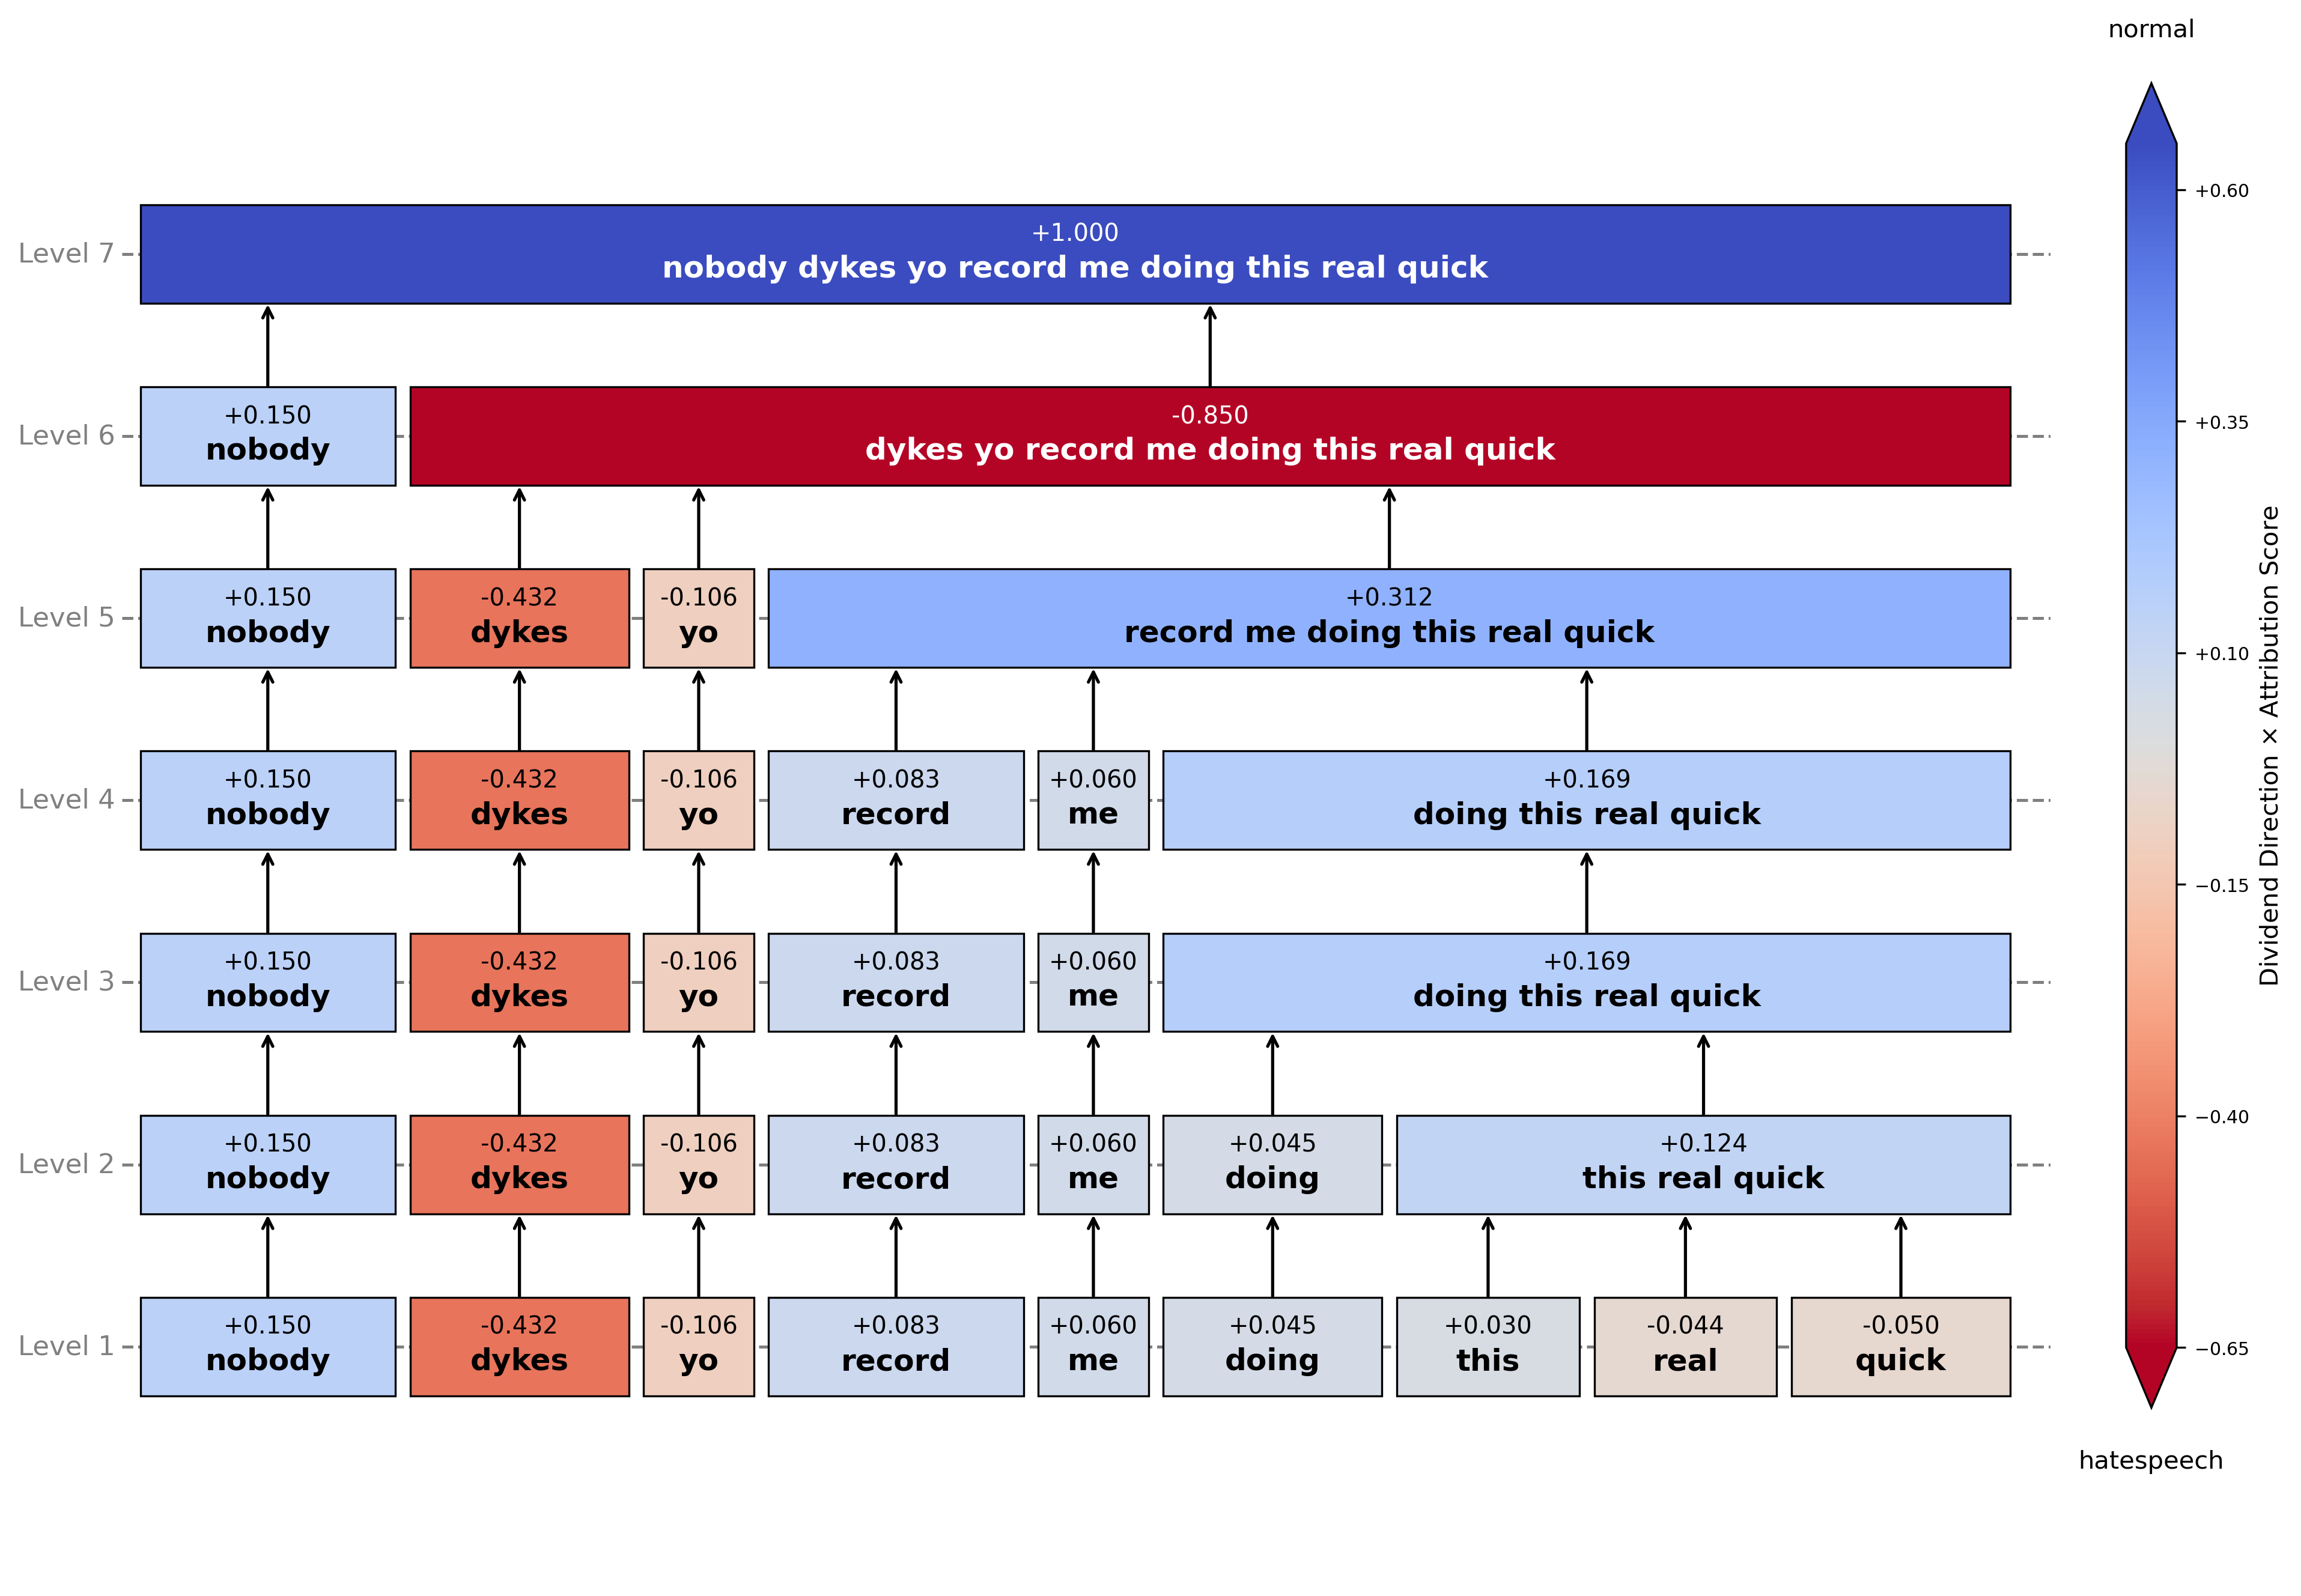 normal
+1.000
Level 7
nobody dykes yo record me doing this real quick
+0.150 -0.850
Level 6
nobody dykes yo record me doing this real quick
+0.150 -0.432 -0.106 +0.312
Level 5
nobody dykes yo record me doing this real quick
+0.150 -0.432 -0.106 +0.083 +0.060 +0.169
Level 4
nobody dykes yo record me doing this real quick
+0.150 -0.432 -0.106 +0.083 +0.060 +0.169
Level 3
nobody dykes yo record me doing this real quick
+0.150 -0.432 -0.106 +0.083 +0.060 +0.045 +0.124
Level 2
nobody dykes yo record me doing this real quick
+0.150 -0.432 -0.106 +0.083 +0.060 +0.045 +0.030 -0.044 -0.050
Level 1
nobody dykes yo record me doing this real quick
+0.60
+0.35
+0.10
−0.15
−0.40
−0.65
Dividend Direction × Attribution Score
hatespeech